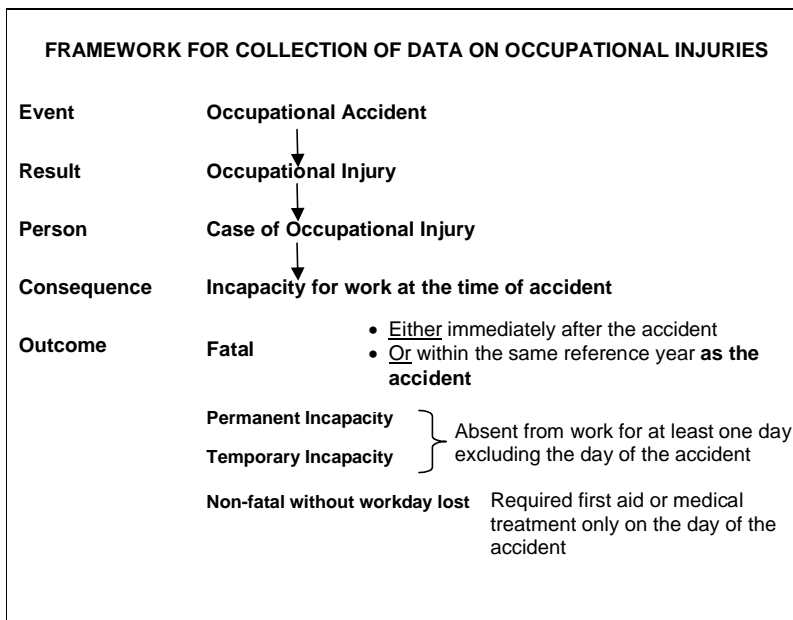 FRAMEWORK FOR COLLECTION OF DATA ON OCCUPATIONAL INJURIES
Event Occupational Accident
Result Occupational Injury
Person Case of Occupational Injury
Consequence Incapacity for work at the time of accident
Outcome Fatal
• Either immediately after the accident
• Or within the same reference year as the
accident
Permanent Incapacity
Temporary Incapacity
Absent from work for at least one day
excluding the day of the accident
Non-fatal without workday lost
Required first aid or medical
treatment only on the day of the
accident